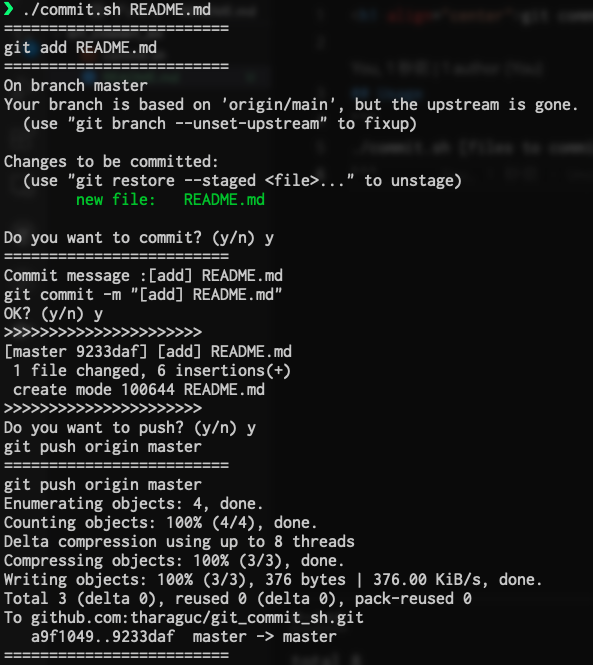 ❯ ./commit.sh README.md
=========================
git add README.md
=========================
On branch master
Your branch is based on 'origin/main', but the upstream is gone.
  (use "git branch --unset-upstream" to fixup)

Changes to be committed:
  (use "git restore --staged <file>..." to unstage)
        new file:   README.md

Do you want to commit? (y/n) y
=========================
Commit message :[add] README.md
git commit -m "[add] README.md"
OK? (y/n) y
>>>>>>>>>>>>>>>>>>>>>>
[master 9233daf] [add] README.md
 1 file changed, 6 insertions(+)
 create mode 100644 README.md
>>>>>>>>>>>>>>>>>>>>>>
Do you want to push? (y/n) y
git push origin master
=========================
git push origin master
Enumerating objects: 4, done.
Counting objects: 100% (4/4), done.
Delta compression using up to 8 threads
Compressing objects: 100% (3/3), done.
Writing objects: 100% (3/3), 376 bytes | 376.00 KiB/s, done.
Total 3 (delta 0), reused 0 (delta 0), pack-reused 0
To github.com:tharaguc/git_commit_sh.git
   a9f1049..9233daf  master -> master
=========================